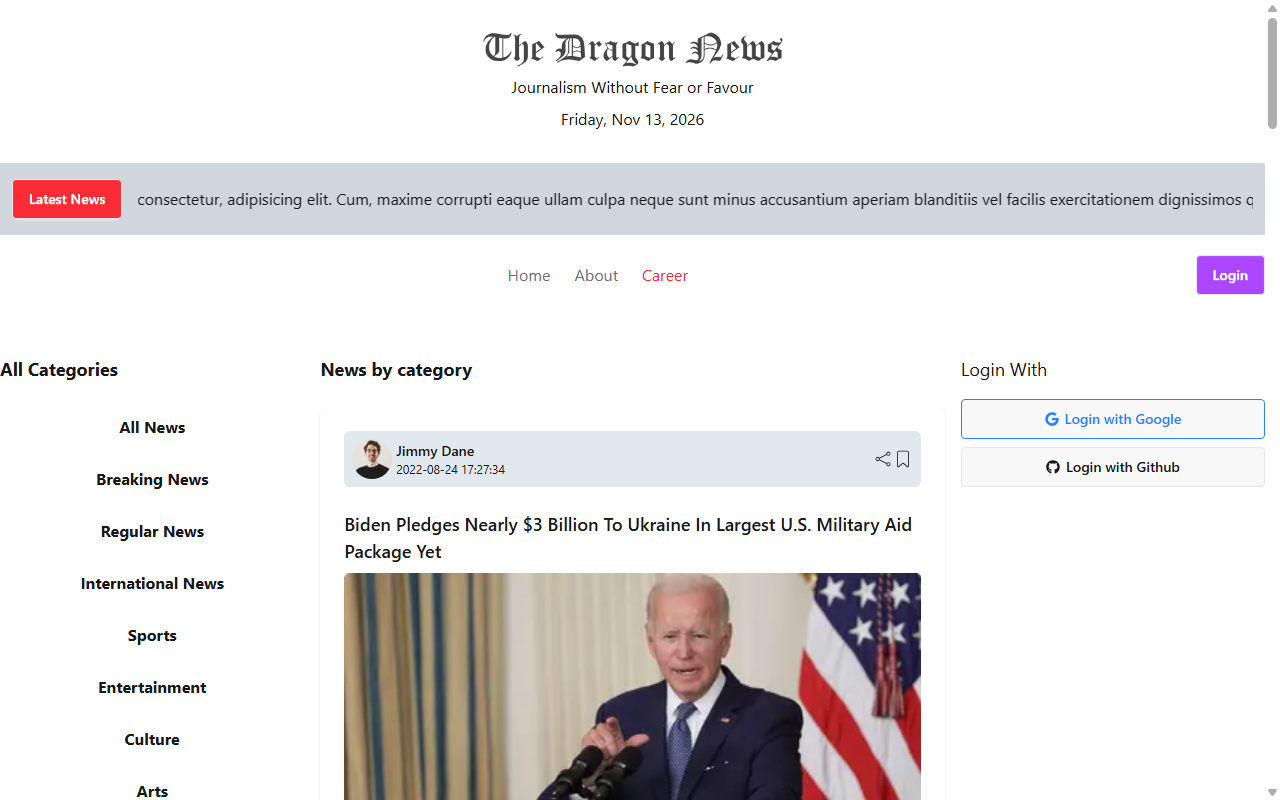 The Dragon News
Journalism Without Fear or Favour
Friday, Nov 13, 2026
Latest News
consectetur, adipisicing elit. Cum, maxime corrupti eaque ullam culpa neque sunt minus accusantium aperiam blanditiis vel facilis exercitationem dignissimos
Home About Career
Login
All Categories
All News
Breaking News
Regular News
International News
Sports
Entertainment
Culture
Arts
News by category
Jimmy Dane
2022-08-24 17:27:34
Biden Pledges Nearly $3 Billion To Ukraine In Largest U.S. Military Aid
Package Yet
Login With
Login with Google
Login with Github